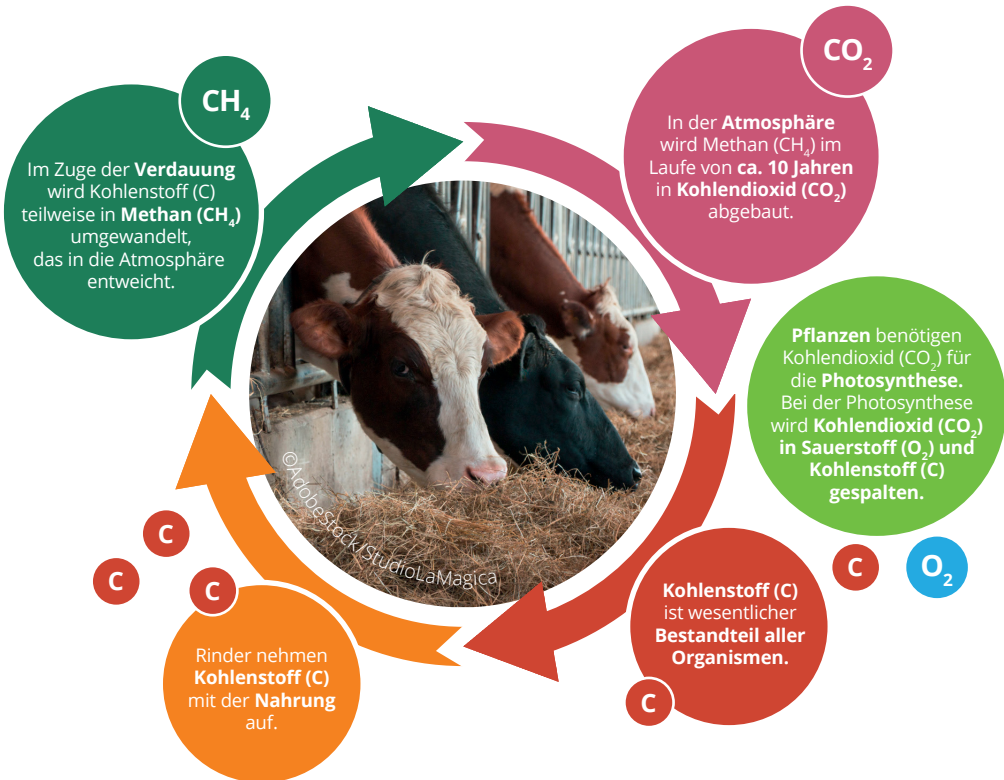 CH₄
Im Zuge der Verdauung
wird Kohlenstoff (C)
teilweise in Methan (CH₄)
umgewandelt,
das in die Atmosphäre
entweicht.
CO₂
In der Atmosphäre
wird Methan (CH₄) im
Laufe von ca. 10 Jahren
in Kohlendioxid (CO₂)
abgebaut.
Pflanzen benötigen
Kohlendioxid (CO₂) für
die Photosynthese.
Bei der Photosynthese
wird Kohlendioxid (CO₂)
in Sauerstoff (O₂) und
Kohlenstoff (C)
gespalten.
C
O₂
Kohlenstoff (C)
ist wesentlicher
Bestandteil aller
Organismen.
C
C
C
C
Rinder nehmen
Kohlenstoff (C)
mit der Nahrung
auf.
©AdobeStock/StudioLaMagica